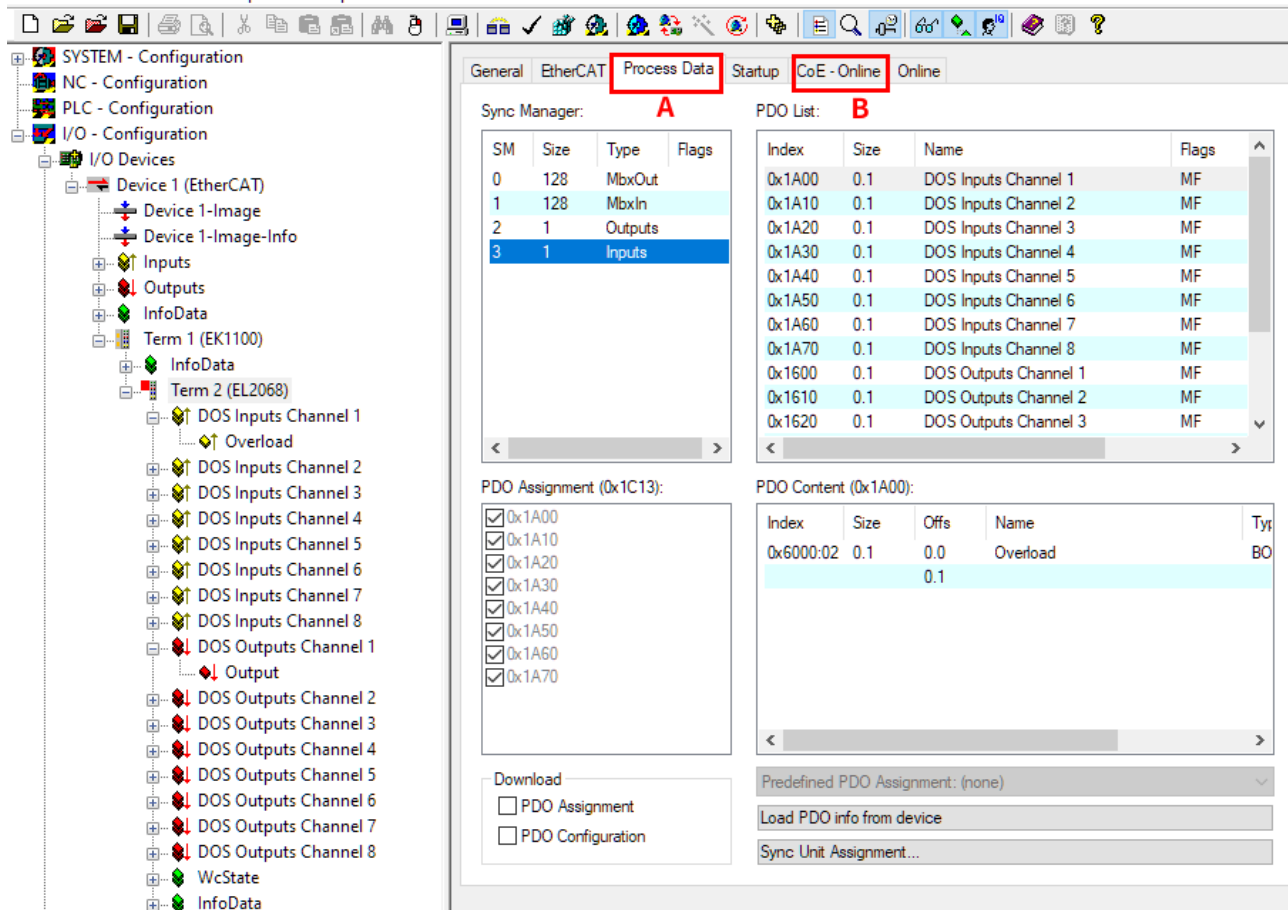 SYSTEM - Configuration
NC - Configuration
PLC - Configuration
I/O - Configuration
I/O Devices
Device 1 (EtherCAT)
Device 1-Image
Device 1-Image-Info
Inputs
Outputs
InfoData
Term 1 (EK1100)
InfoData
Term 2 (EL2068)
DOS Inputs Channel 1
Overload
DOS Inputs Channel 2
DOS Inputs Channel 3
DOS Inputs Channel 4
DOS Inputs Channel 5
DOS Inputs Channel 6
DOS Inputs Channel 7
DOS Inputs Channel 8
DOS Outputs Channel 1
Output
DOS Outputs Channel 2
DOS Outputs Channel 3
DOS Outputs Channel 4
DOS Outputs Channel 5
DOS Outputs Channel 6
DOS Outputs Channel 7
DOS Outputs Channel 8
WcState
InfoData
General EtherCAT Process Data Startup CoE - Online Online
A B
Sync Manager:
SM Size Type Flags
0 128 MbxOut
1 128 MbxIn
2 1 Outputs
3 1 Inputs
PDO List:
Index Size Name Flags
0x1A00 0.1 DOS Inputs Channel 1 MF
0x1A10 0.1 DOS Inputs Channel 2 MF
0x1A20 0.1 DOS Inputs Channel 3 MF
0x1A30 0.1 DOS Inputs Channel 4 MF
0x1A40 0.1 DOS Inputs Channel 5 MF
0x1A50 0.1 DOS Inputs Channel 6 MF
0x1A60 0.1 DOS Inputs Channel 7 MF
0x1A70 0.1 DOS Inputs Channel 8 MF
0x1600 0.1 DOS Outputs Channel 1 MF
0x1610 0.1 DOS Outputs Channel 2 MF
0x1620 0.1 DOS Outputs Channel 3 MF
PDO Assignment (0x1C13):
0x1A00
0x1A10
0x1A20
0x1A30
0x1A40
0x1A50
0x1A60
0x1A70
PDO Content (0x1A00):
Index Size Offs Name Typ
0x6000:02 0.1 0.0 Overload BO
0.1
Download
PDO Assignment
PDO Configuration
Predefined PDO Assignment: (none)
Load PDO info from device
Sync Unit Assignment...